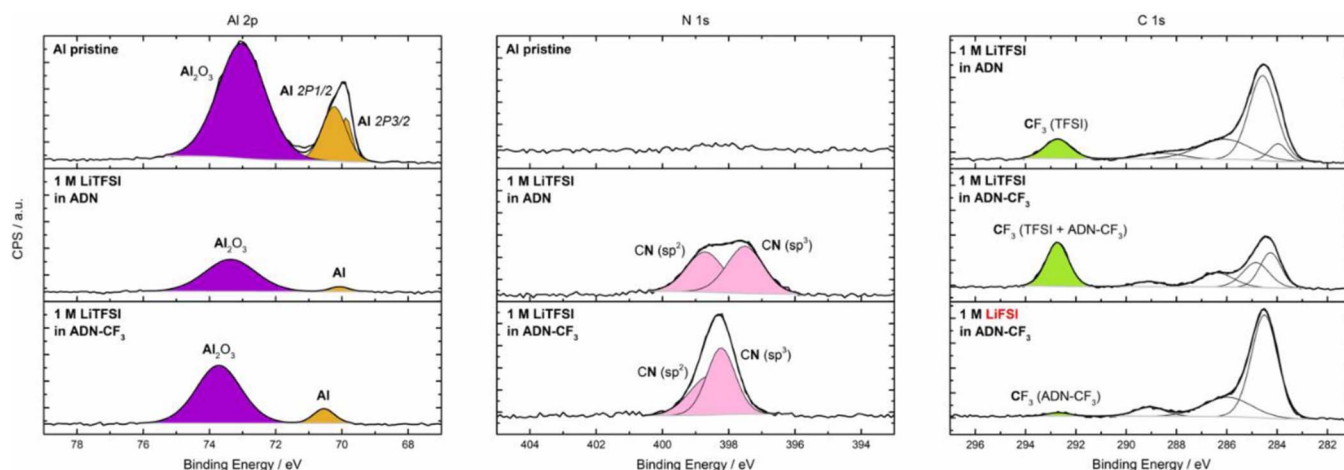 Al 2p
N 1s
C 1s
CPS / a.u.
Al pristine
Al₂O₃
Al 2P1/2
Al 2P3/2
1 M LiTFSI
in ADN
Al₂O₃
Al
1 M LiTFSI
in ADN-CF₃
Al₂O₃
Al
78 76 74 72 70 68
Binding Energy / eV
Al pristine
1 M LiTFSI
in ADN
CN (sp²)
CN (sp³)
1 M LiTFSI
in ADN-CF₃
CN (sp²)
CN (sp³)
404 402 400 398 396 394
Binding Energy / eV
1 M LiTFSI
in ADN
CF₃ (TFSI)
1 M LiTFSI
in ADN-CF₃
CF₃ (TFSI + ADN-CF₃)
1 M LiFSI
in ADN-CF₃
CF₃ (ADN-CF₃)
296 294 292 290 288 286 284 282
Binding Energy / eV